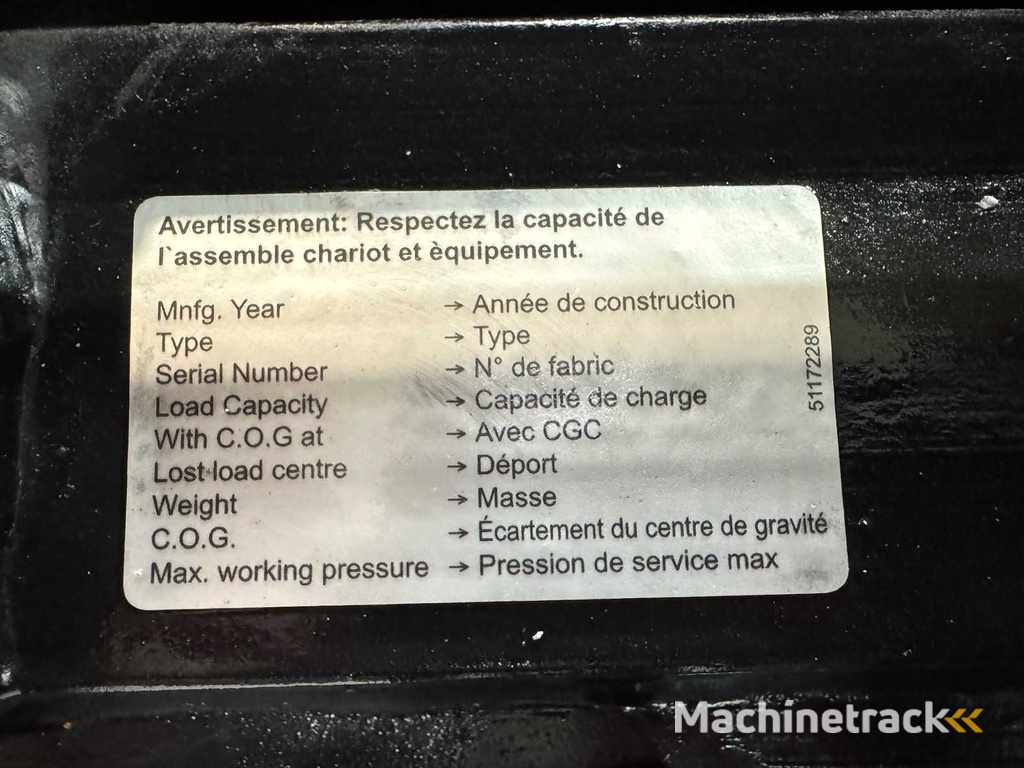 Avertissement: Respectez la capacité de
l`assemble chariot et èquipement.
Mnfg. Year → Année de construction
Type → Type
Serial Number → N° de fabric
Load Capacity → Capacité de charge
With C.O.G at → Avec CGC
Lost load centre → Déport
Weight → Masse
C.O.G. → Écartement du centre de gravité
Max. working pressure → Pression de service max
51172289
Machinetrack